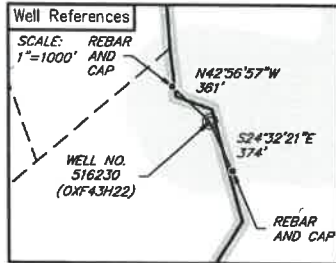 Well References
SCALE:
1"=1000'
REBAR
AND
CAP
N42°56'57"W
361'
S24°32'21"E
374'
WELL NO.
516230
(OXF43H22)
REBAR
AND CAP